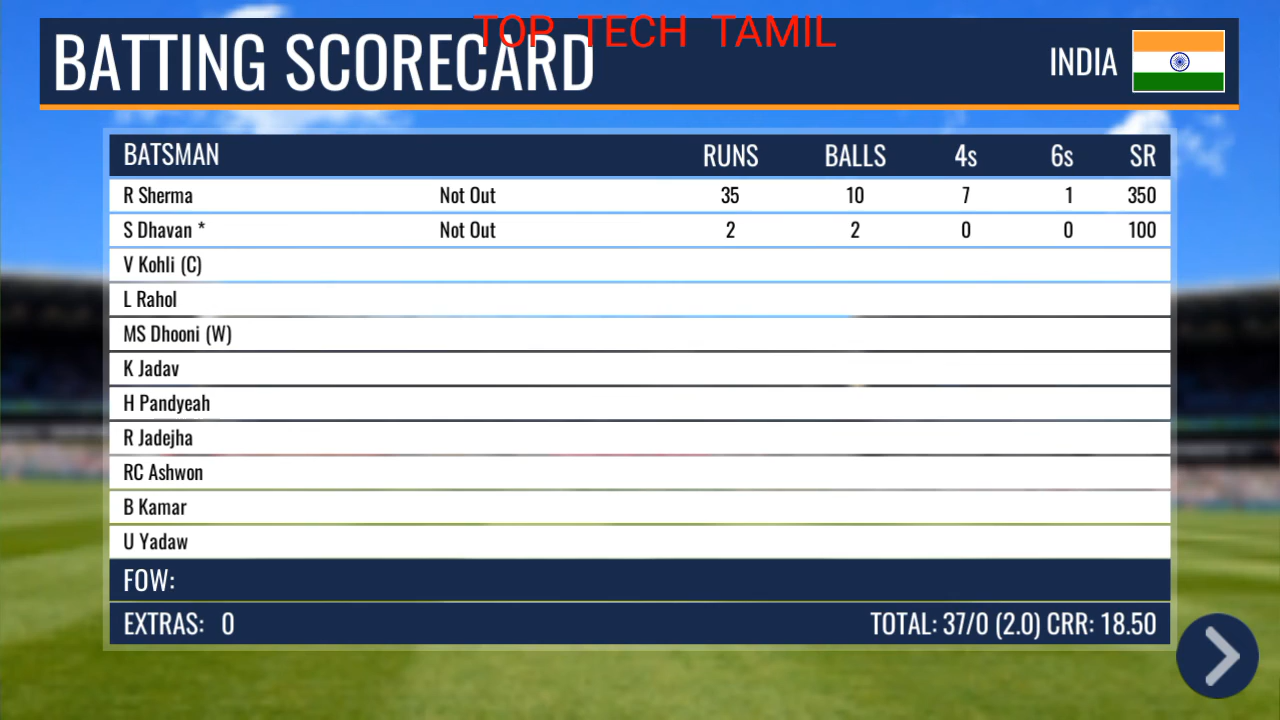 TOP TECH TAMIL
BATTING SCORECARD INDIA
BATSMAN RUNS BALLS 4s 6s SR
R Sherma Not Out 35 10 7 1 350
S Dhavan * Not Out 2 2 0 0 100
V Kohli (C)
L Rahol
MS Dhooni (W)
K Jadav
H Pandyeah
R Jadejha
RC Ashwon
B Kamar
U Yadaw
FOW:
EXTRAS: 0 TOTAL: 37/0 (2.0) CRR: 18.50